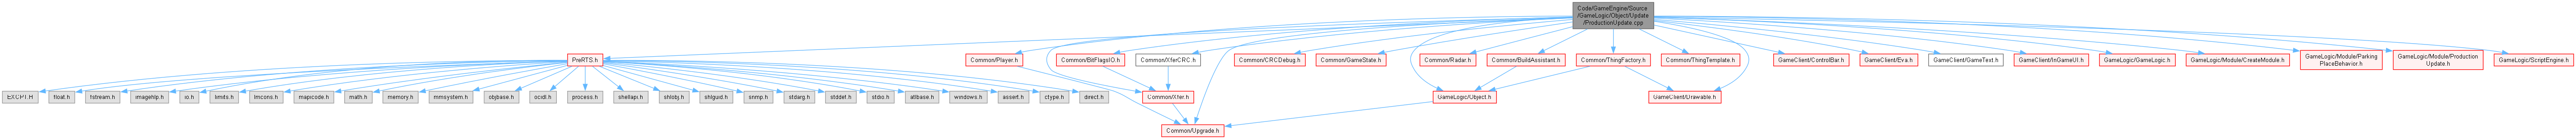 Code/GameEngine/Source
/GameLogic/Object/Update
/ProductionUpdate.cpp
PreRTS.h
Common/Player.h
Common/BitFlagsIO.h
Common/XferCRC.h
Common/CRCDebug.h
Common/GameState.h
Common/Radar.h
Common/BuildAssistant.h
Common/ThingFactory.h
Common/ThingTemplate.h
GameClient/ControlBar.h
GameClient/Eva.h
GameClient/GameText.h
GameClient/InGameUI.h
GameLogic/GameLogic.h
GameLogic/Module/CreateModule.h
GameLogic/Module/Parking
PlaceBehavior.h
GameLogic/Module/Production
Update.h
GameLogic/ScriptEngine.h
EXCPT.H
float.h
fstream.h
imagehlp.h
io.h
limits.h
lmcons.h
mapicode.h
math.h
memory.h
mmsystem.h
objbase.h
ocidl.h
process.h
shellapi.h
shlobj.h
shlguid.h
snmp.h
stdarg.h
stddef.h
stdio.h
atlbase.h
windows.h
assert.h
ctype.h
direct.h
Common/Xfer.h
GameLogic/Object.h
GameClient/Drawable.h
Common/Upgrade.h